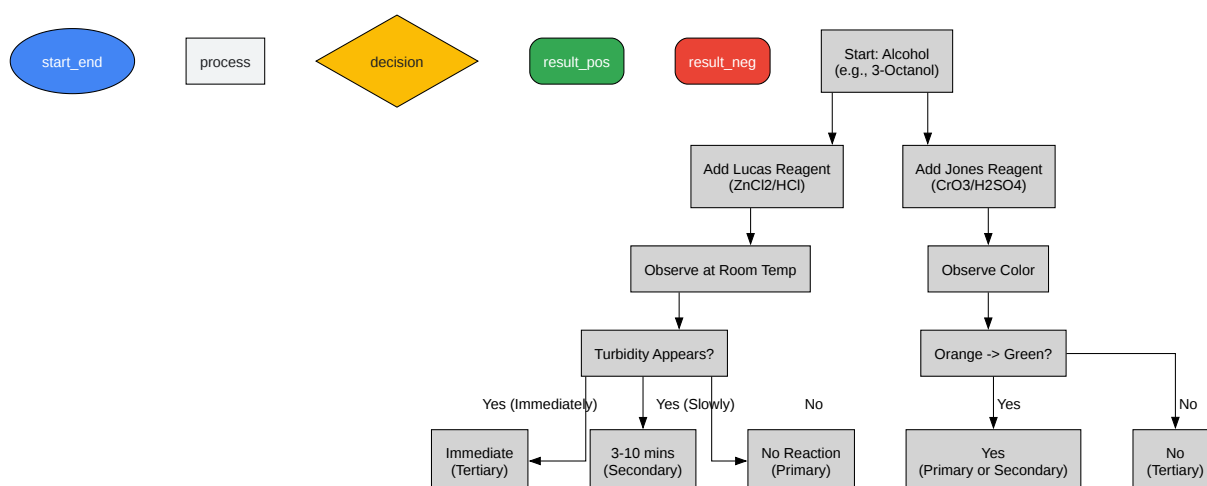 start_end
process
decision
result_pos
result_neg
Start: Alcohol
(e.g., 3-Octanol)
Add Lucas Reagent
(ZnCl2/HCl)
Add Jones Reagent
(CrO3/H2SO4)
Observe at Room Temp
Observe Color
Turbidity Appears?
Orange -> Green?
Yes (Immediately)
Yes (Slowly)
No
Yes
No
Immediate
(Tertiary)
3-10 mins
(Secondary)
No Reaction
(Primary)
Yes
(Primary or Secondary)
No
(Tertiary)